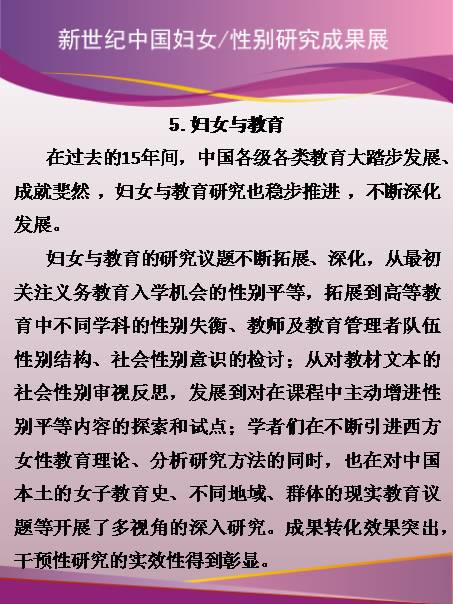 新世纪中国妇女/性别研究成果展
5. 妇女与教育
在过去的15年间，中国各级各类教育大踏步发展、
成就斐然 ，妇女与教育研究也稳步推进 ，不断深化
发展。
妇女与教育的研究议题不断拓展、深化，从最初
关注义务教育入学机会的性别平等，拓展到高等教
育中不同学科的性别失衡、教师及教育管理者队伍
性别结构、社会性别意识的检讨；从对教材文本的
社会性别审视反思，发展到对在课程中主动增进性
别平等内容的探索和试点；学者们在不断引进西方
女性教育理论、分析研究方法的同时，也在对中国
本土的女子教育史、不同地域、群体的现实教育议
题等开展了多视角的深入研究。成果转化效果突出，
干预性研究的实效性得到彰显。